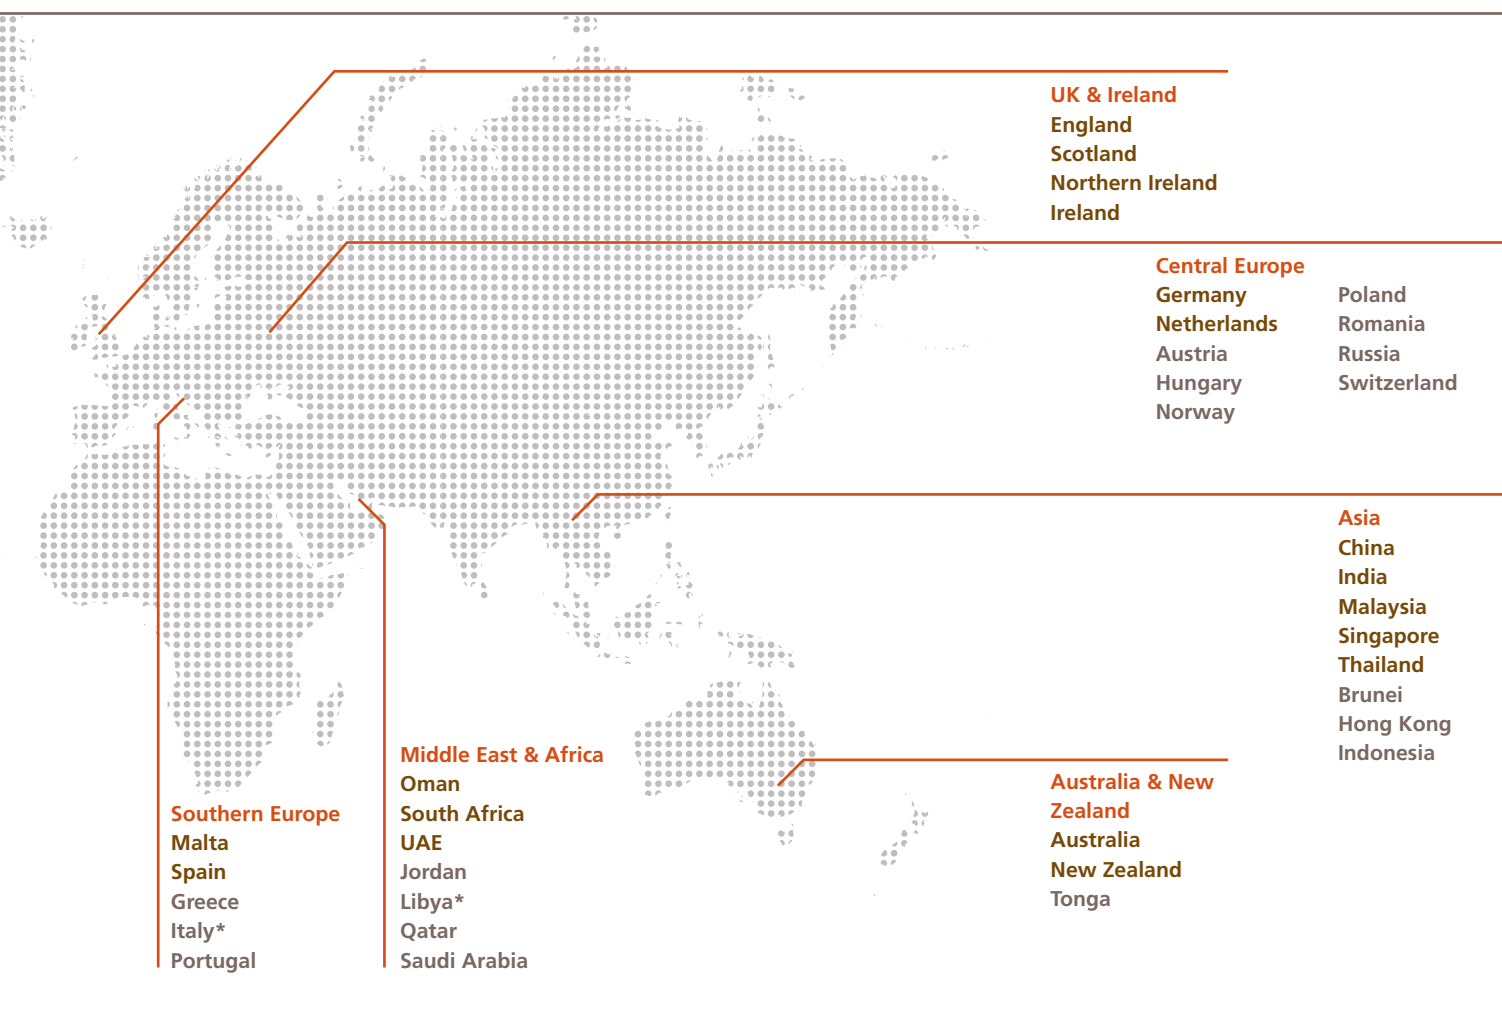 UK & Ireland
England
Scotland
Northern Ireland
Ireland
Central Europe
Germany
Netherlands
Austria
Hungary
Norway
Poland
Romania
Russia
Switzerland
Asia
China
India
Malaysia
Singapore
Thailand
Brunei
Hong Kong
Indonesia
Southern Europe
Malta
Spain
Greece
Italy*
Portugal
Middle East & Africa
Oman
South Africa
UAE
Jordan
Libya*
Qatar
Saudi Arabia
Australia & New
Zealand
Australia
New Zealand
Tonga